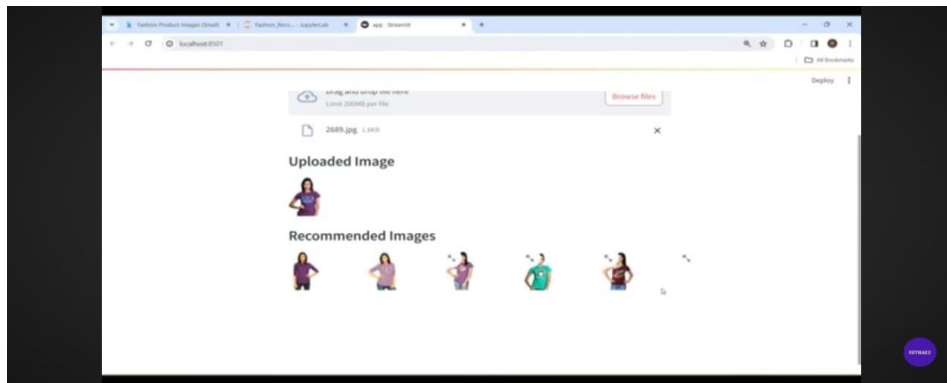 Fashion Product Images (Small)
Fashion_Reco... - JupyterLab
app · Streamlit
localhost:8501
All Bookmarks
Deploy
Drag and drop file here
Limit 200MB per file
Browse files
2689.jpg
Uploaded Image
Recommended Images